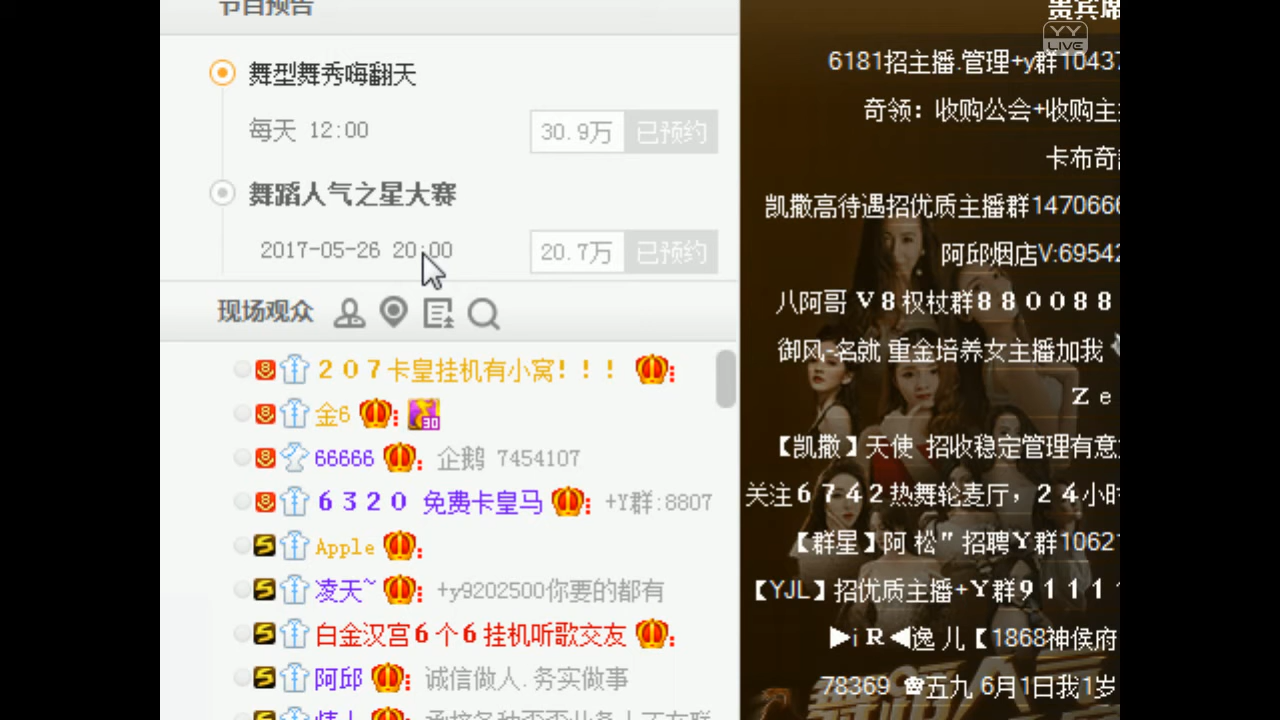 节目预告
舞型舞秀嗨翻天
每天 12:00
30.9万 已预约
舞蹈人气之星大赛
2017-05-26 20:00
20.7万 已预约
现场观众
207卡皇挂机有小窝!!! :
金6 : 30
66666 : 企鹅 7454107
6320 免费卡皇马 : +Y群:8807
Apple :
凌天~ : +y9202500你要的都有
白金汉宫6个6挂机听歌交友 :
阿邱 : 诚信做人.务实做事
贵宾席
YY LIVE
6181招主播.管理+y群10437
奇领: 收购公会+收购主
卡布奇
凯撒高待遇招优质主播群1470666
阿邱烟店V:69542
八阿哥 V8权杖群880088
御风-名就 重金培养女主播加我
Ze
【凯撒】天使 招收稳定管理有意
关注6742热舞轮麦厅, 24小时
【群星】阿 松〃招聘Y群10621
【YJL】招优质主播+Y群9111
▶i R◀逸 儿【1868神侯府
78369 五九 6月1日我1岁